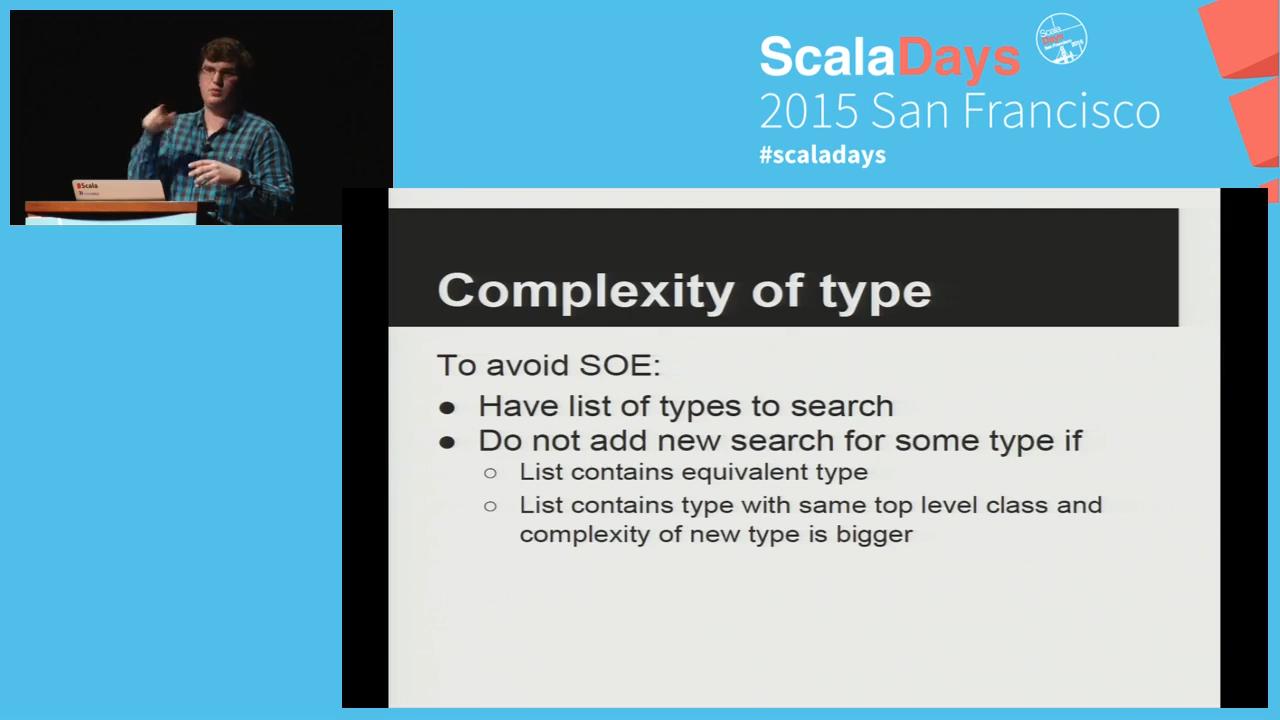 ScalaDays
2015 San Francisco
#scaladays
Scala
Complexity of type
To avoid SOE:
● Have list of types to search
● Do not add new search for some type if
○ List contains equivalent type
○ List contains type with same top level class and
complexity of new type is bigger